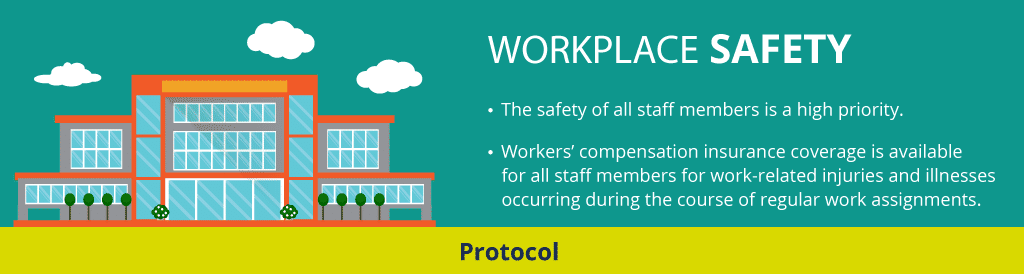 WORKPLACE SAFETY
• The safety of all staff members is a high priority.
• Workers’ compensation insurance coverage is available
for all staff members for work-related injuries and illnesses
occurring during the course of regular work assignments.
Protocol